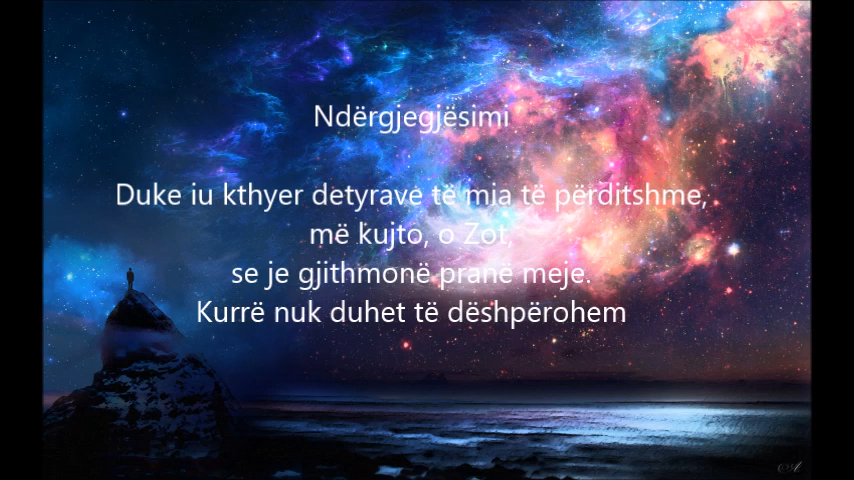 Ndërgjegjësimi
Duke iu kthyer detyrave të mia të përditshme,
më kujto, o Zot,
se je gjithmonë pranë meje.
Kurrë nuk duhet të dëshpërohem